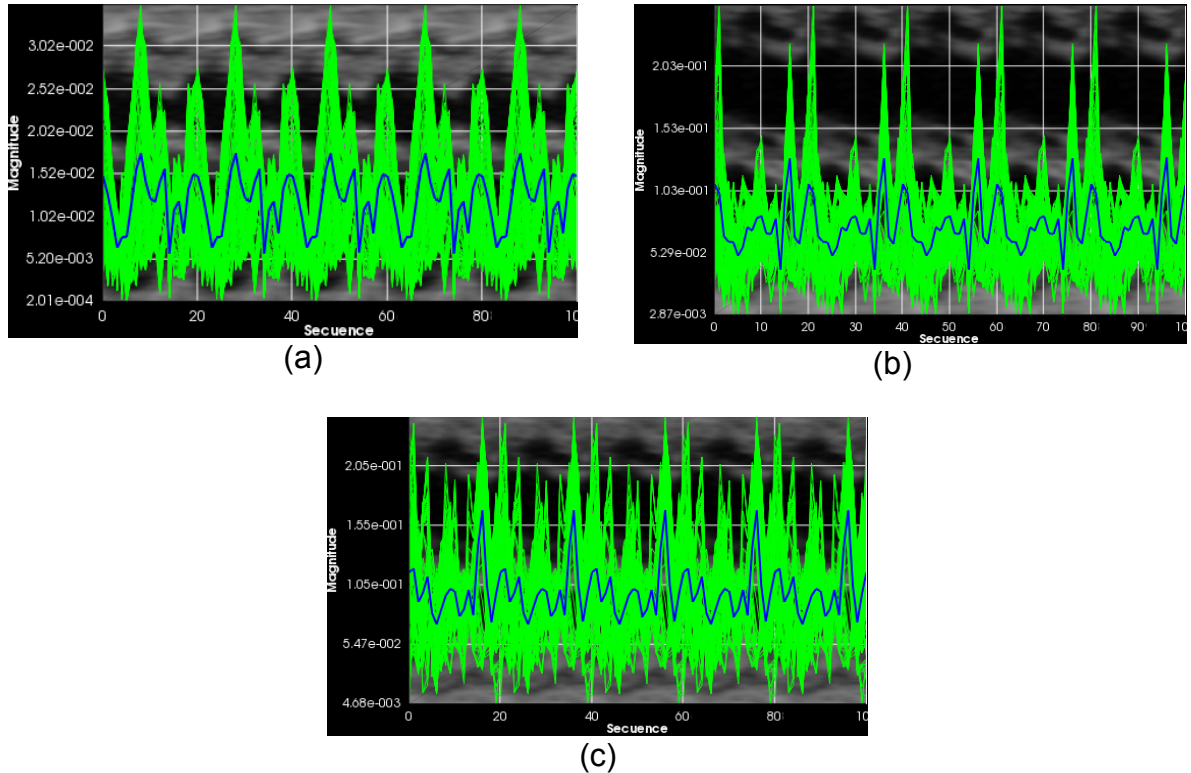 3.02e-002
2.52e-002
2.02e-002
1.52e-002
1.02e-002
5.20e-003
2.01e-004
Magnitude
0 20 40 60 80 10
Secuence
(a)
2.03e-001
1.53e-001
1.03e-001
5.29e-002
2.87e-003
Magnitude
0 10 20 30 40 50 60 70 80 90 10
Secuence
(b)
2.05e-001
1.55e-001
1.05e-001
5.47e-002
4.68e-003
Magnitude
0 20 40 60 80 10
Secuence
(c)